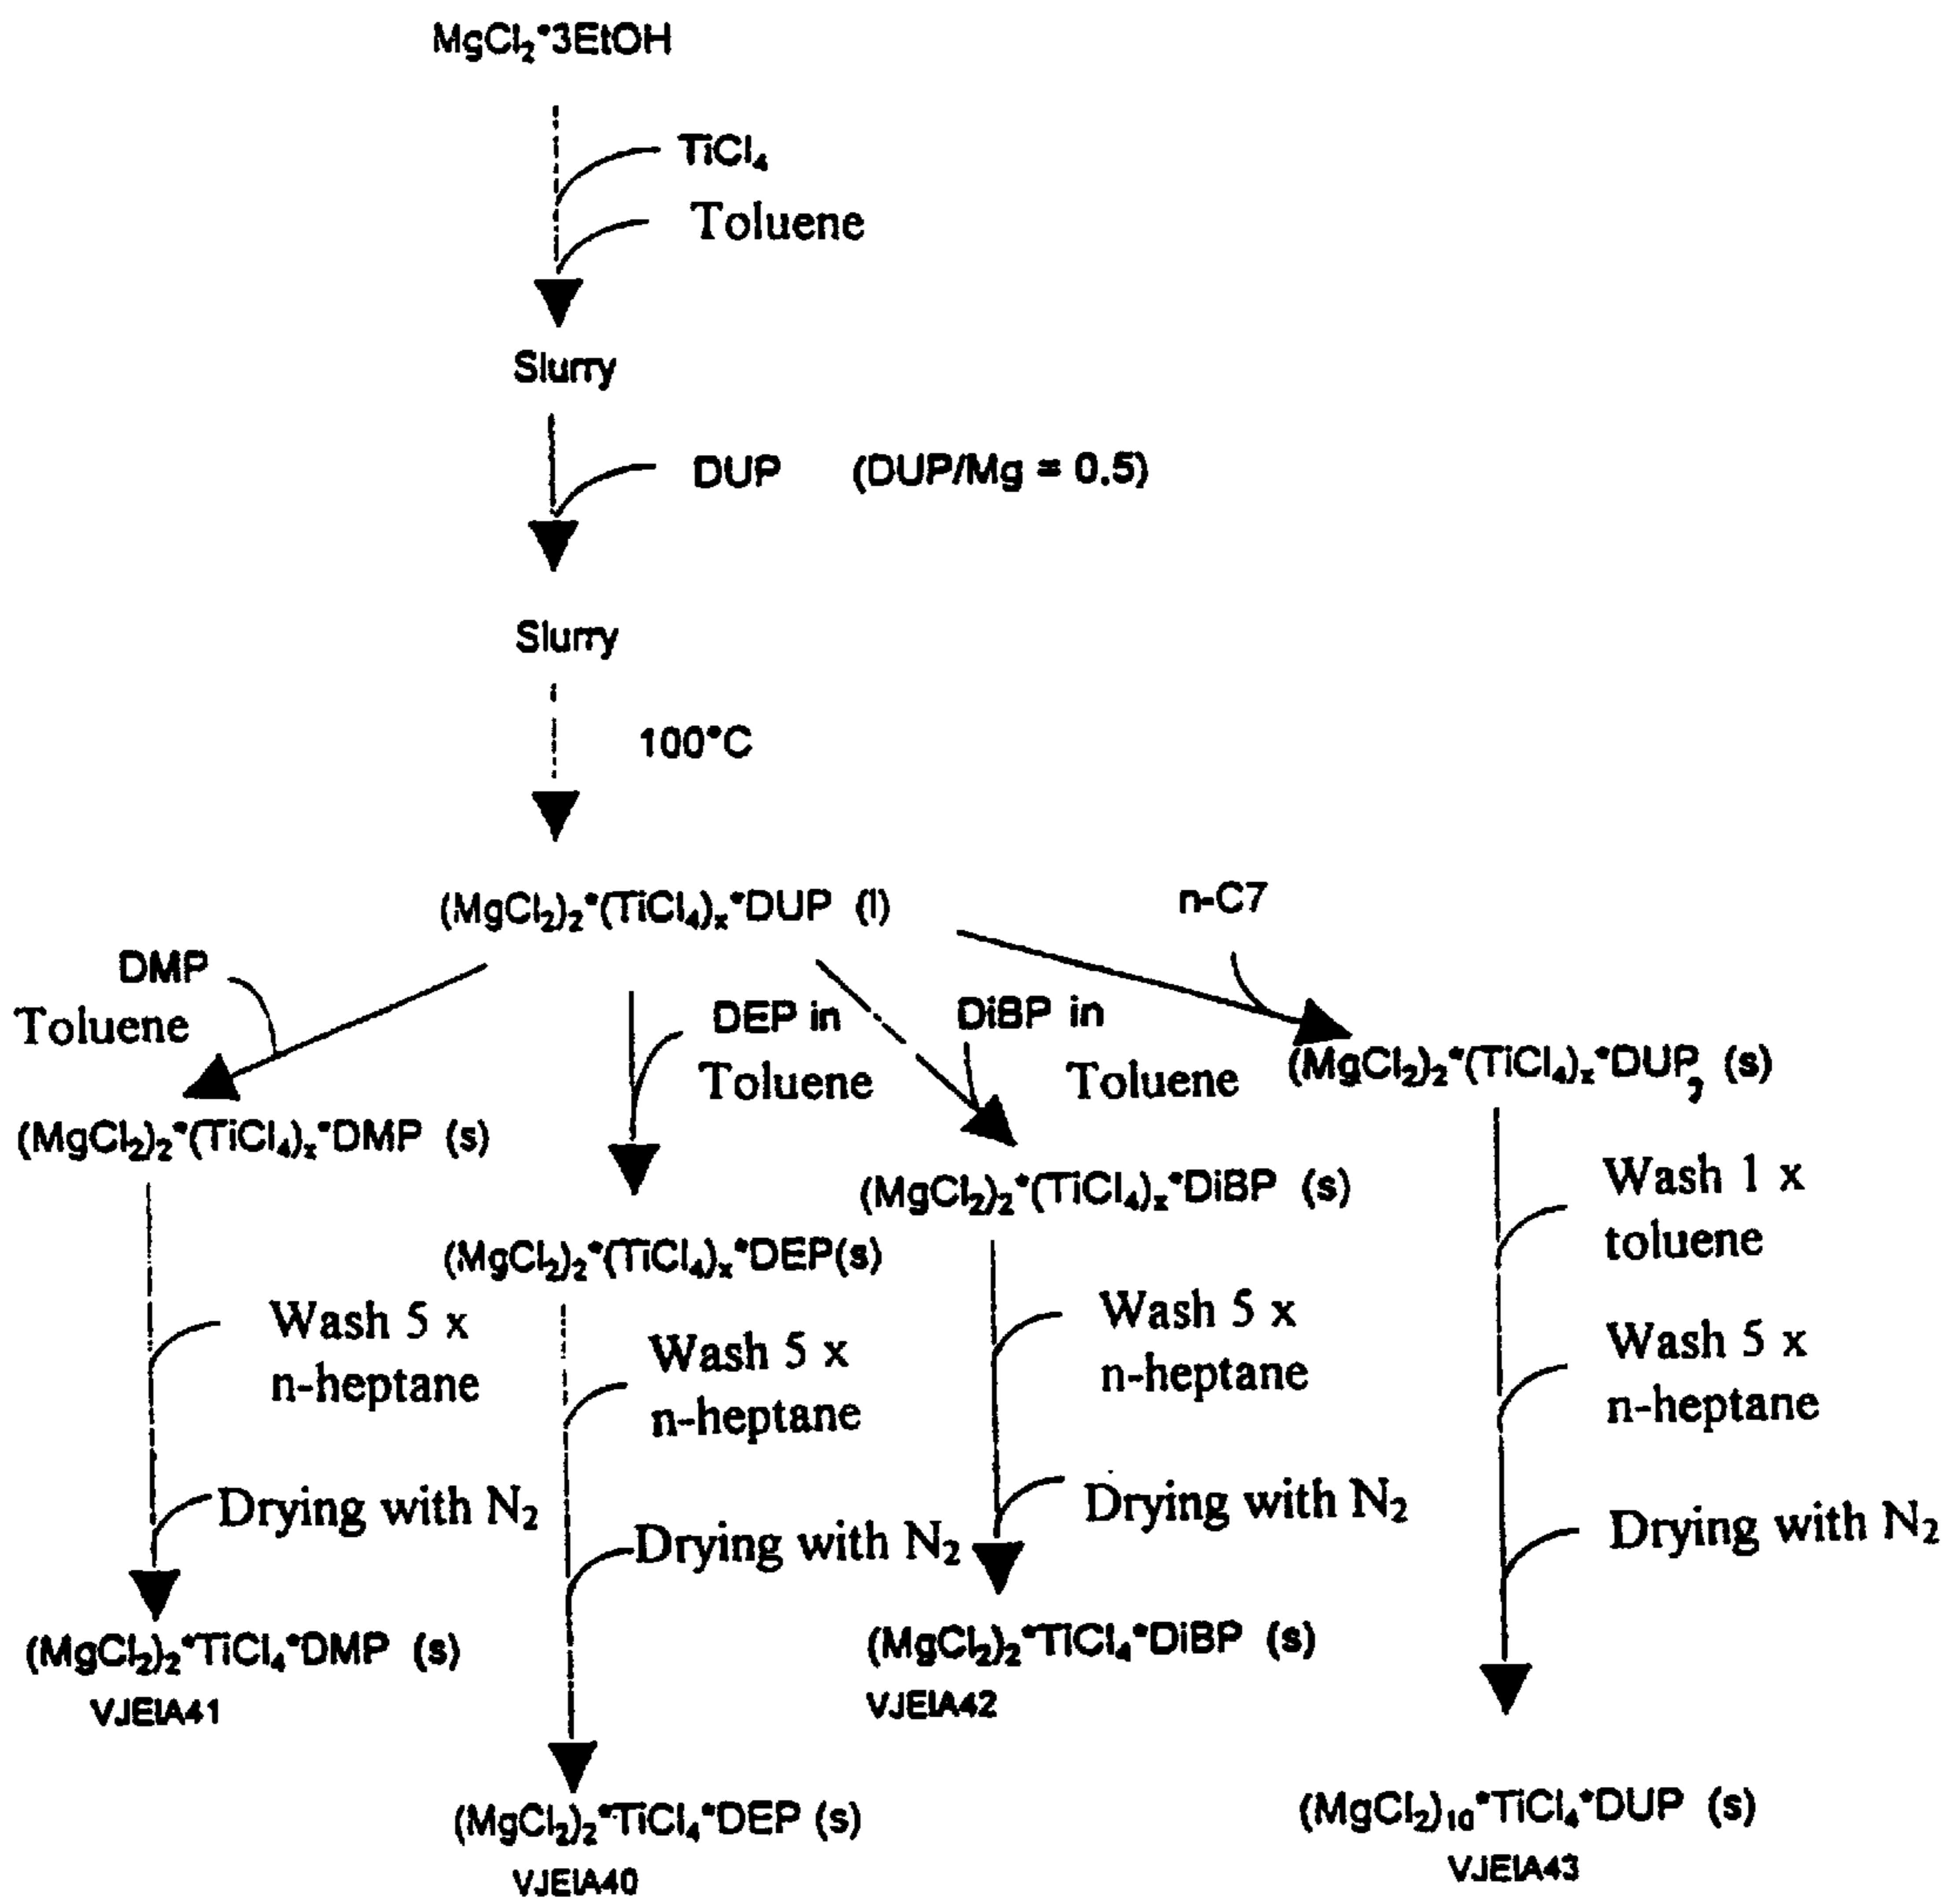 MgCl₂*3EtOH
TiCl₄
Toluene
Slurry
DUP (DUP/Mg = 0.5)
Slurry
100°C
(MgCl₂)₂*(TiCl₄)ₓ*DUP (l)
n-C7
DMP
Toluene
DEP in
Toluene
DiBP in
Toluene
(MgCl₂)₂*(TiCl₄)ₓ*DUP, (s)
(MgCl₂)₂*(TiCl₄)ₓ*DMP (s)
(MgCl₂)₂*(TiCl₄)ₓ*DiBP (s)
(MgCl₂)₂*(TiCl₄)ₓ*DEP(s)
Wash 5 x
n-heptane
Drying with N₂
Wash 5 x
n-heptane
Drying with N₂
Wash 5 x
n-heptane
Drying with N₂
Wash 1 x
toluene
Wash 5 x
n-heptane
Drying with N₂
(MgCl₂)₂*TiCl₄*DMP (s)
VJEIA41
(MgCl₂)₂*TiCl₄*DEP (s)
VJEIA40
(MgCl₂)₂*TiCl₄*DiBP (s)
VJEIA42
(MgCl₂)₁₀*TiCl₄*DUP (s)
VJEIA43